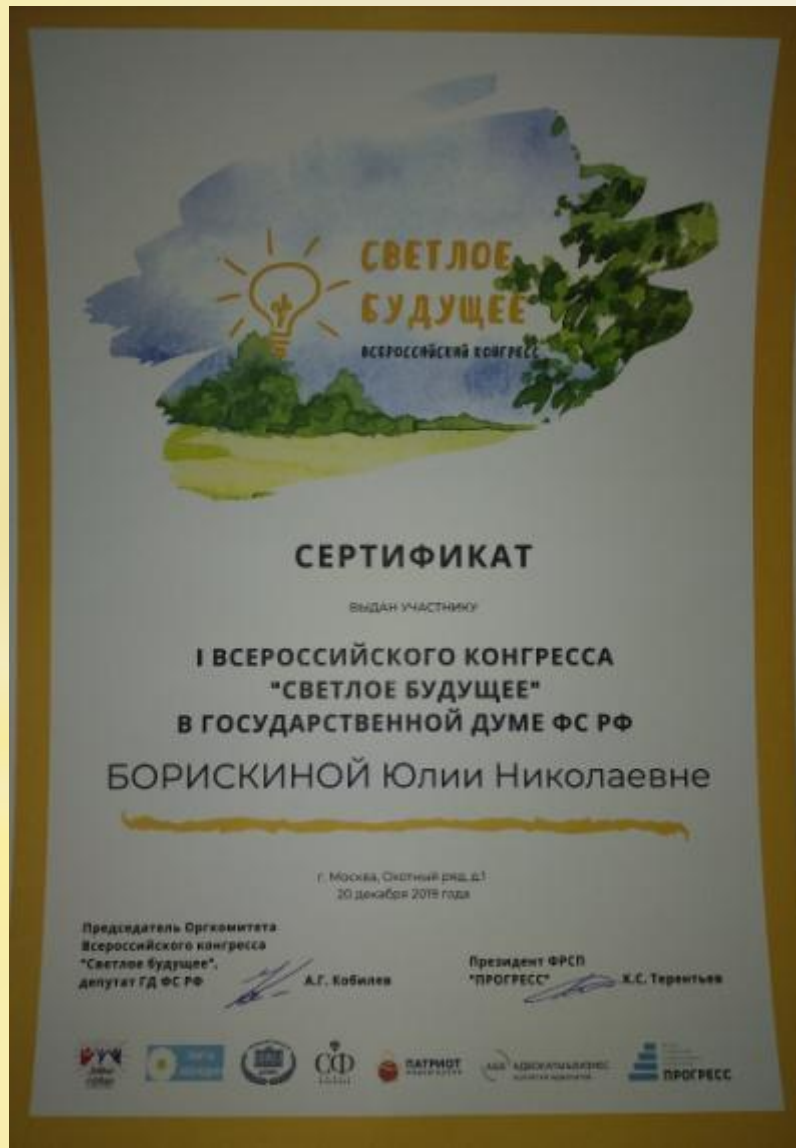 СВЕТЛОЕ
БУДУЩЕЕ
ВСЕРОССИЙСКИЙ КОНГРЕСС
СЕРТИФИКАТ
ВЫДАН УЧАСТНИКУ
I ВСЕРОССИЙСКОГО КОНГРЕССА
"СВЕТЛОЕ БУДУЩЕЕ"
В ГОСУДАРСТВЕННОЙ ДУМЕ ФС РФ
БОРИСКИНОЙ Юлии Николаевне
г. Москва, Охотный ряд, д.1
20 декабря 2019 года
Председатель Оргкомитета
Всероссийского конгресса
"Светлое будущее",
депутат ГД ФС РФ
А.Г. Кобилев
Президент ФРСП
"ПРОГРЕСС"
К.С. Терентьев
СФ
ПАТРИОТ
АДВОКАТЫ&БИЗНЕС
ПРОГРЕСС